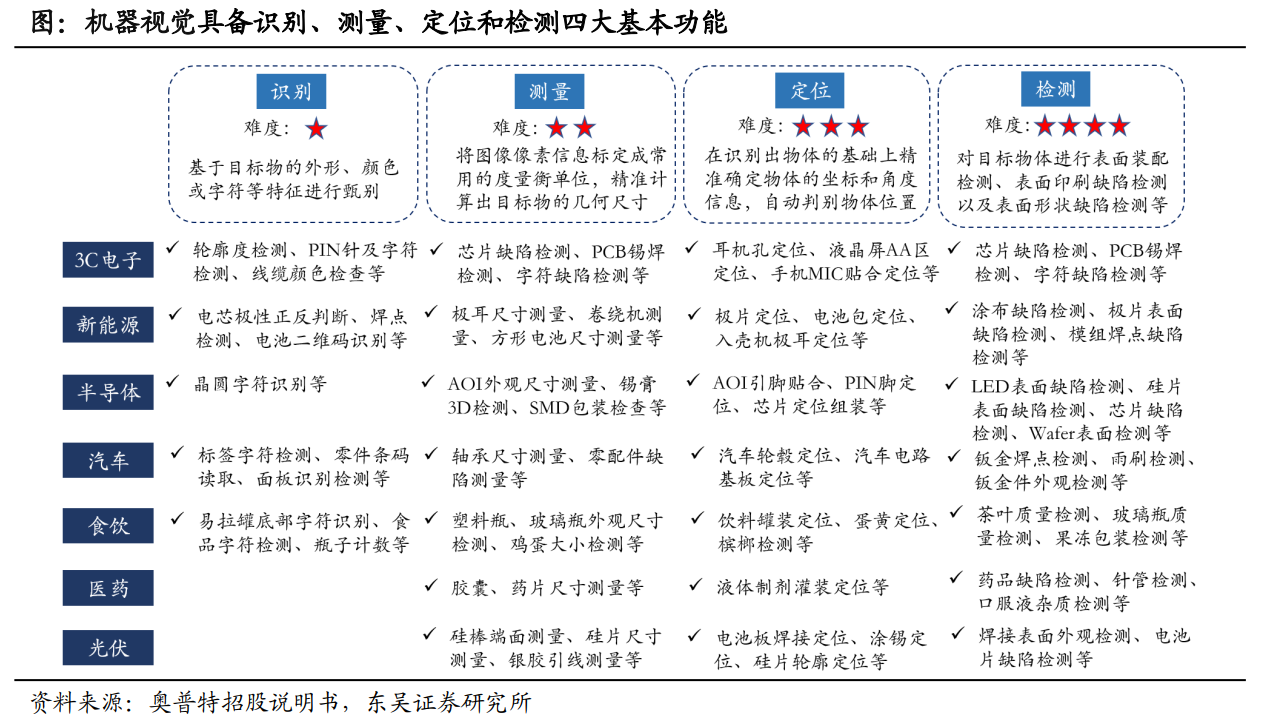 图：机器视觉具备识别、测量、定位和检测四大基本功能
识别
难度：
基于目标物的外形、颜色
或字符等特征进行甄别
测量
难度：
将图像像素信息标定成常
用的度量衡单位，精准计
算出目标物的几何尺寸
定位
难度：
在识别出物体的基础上精
准确定物体的坐标和角度
信息，自动判别物体位置
检测
难度：
对目标物体进行表面装配
检测、表面印刷缺陷检测
以及表面形状缺陷检测等
3C电子
轮廓度检测、PIN针及字符
检测、线缆颜色检查等
芯片缺陷检测、PCB锡焊
检测、字符缺陷检测等
耳机孔定位、液晶屏AA区
定位、手机MIC贴合定位等
芯片缺陷检测、PCB锡焊
检测、字符缺陷检测等
新能源
电芯极性正反判断、焊点
检测、电池二维码识别等
极耳尺寸测量、卷绕机测
量、方形电池尺寸测量等
极片定位、电池包定位、
入壳机极耳定位等
涂布缺陷检测、极片表面
缺陷检测、模组焊点缺陷
检测等
半导体
晶圆字符识别等
AOI外观尺寸测量、锡膏
3D检测、SMD包装检查等
AOI引脚贴合、PIN脚定
位、芯片定位组装等
LED表面缺陷检测、硅片
表面缺陷检测、芯片缺陷
检测、Wafer表面检测等
汽车
标签字符检测、零件条码
读取、面板识别检测等
轴承尺寸测量、零配件缺
陷测量等
汽车轮毂定位、汽车电路
基板定位等
钣金焊点检测、雨刷检测、
钣金件外观检测等
食饮
易拉罐底部字符识别、食
品字符检测、瓶子计数等
塑料瓶、玻璃瓶外观尺寸
检测、鸡蛋大小检测等
饮料罐装定位、蛋黄定位、
槟榔检测等
茶叶质量检测、玻璃瓶质
量检测、果冻包装检测等
医药
胶囊、药片尺寸测量等
液体制剂灌装定位等
药品缺陷检测、针管检测、
口服液杂质检测等
光伏
硅棒端面测量、硅片尺寸
测量、银胶引线测量等
电池板焊接定位、涂锡定
位、硅片轮廓定位等
焊接表面外观检测、电池
片缺陷检测等
资料来源：奥普特招股说明书，东吴证券研究所